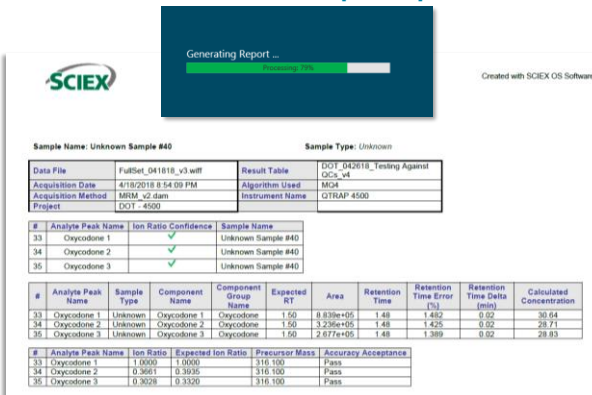 Generating Report ...
Processing: 79%
SCIEX
Created with SCIEX OS Software
Sample Name: Unknown Sample #40 Sample Type: Unknown
Data File FullSet_041818_v3.wiff Result Table DOT_042618_Testing Against QCs_v4
Acquisition Date 4/18/2018 8:54:09 PM Algorithm Used MQ4
Acquisition Method MRM_v2.dam Instrument Name QTRAP 4500
Project DOT - 4500
# Analyte Peak Name Ion Ratio Confidence Sample Name
33 Oxycodone 1 ✓ Unknown Sample #40
34 Oxycodone 2 ✓ Unknown Sample #40
35 Oxycodone 3 ✓ Unknown Sample #40
# Analyte Peak Name Sample Type Component Name Component Group Name Expected RT Area Retention Time Retention Time Error (%) Retention Time Delta (min) Calculated Concentration
33 Oxycodone 1 Unknown Oxycodone 1 Oxycodone 1.50 8.839e+05 1.48 1.482 0.02 30.64
34 Oxycodone 2 Unknown Oxycodone 2 Oxycodone 1.50 3.236e+05 1.48 1.425 0.02 28.71
35 Oxycodone 3 Unknown Oxycodone 3 Oxycodone 1.50 2.677e+05 1.48 1.389 0.02 28.83
# Analyte Peak Name Ion Ratio Expected Ion Ratio Precursor Mass Accuracy Acceptance
33 Oxycodone 1 1.0000 1.0000 316.100 Pass
34 Oxycodone 2 0.3661 0.3935 316.100 Pass
35 Oxycodone 3 0.3028 0.3320 316.100 Pass